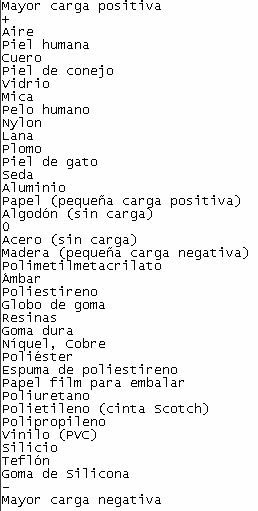 Mayor carga positiva
+
Aire
Piel humana
Cuero
Piel de conejo
Vidrio
Mica
Pelo humano
Nylon
Lana
Plomo
Piel de gato
Seda
Aluminio
Papel (pequeña carga positiva)
Algodón (sin carga)
0
Acero (sin carga)
Madera (pequeña carga negativa)
Polimetilmetacrilato
Ámbar
Poliestireno
Globo de goma
Resinas
Goma dura
Níquel, Cobre
Poliéster
Espuma de poliestireno
Papel film para embalar
Poliuretano
Polietileno (cinta Scotch)
Polipropileno
Vinilo (PVC)
Silicio
Teflón
Goma de Silicona
-
Mayor carga negativa